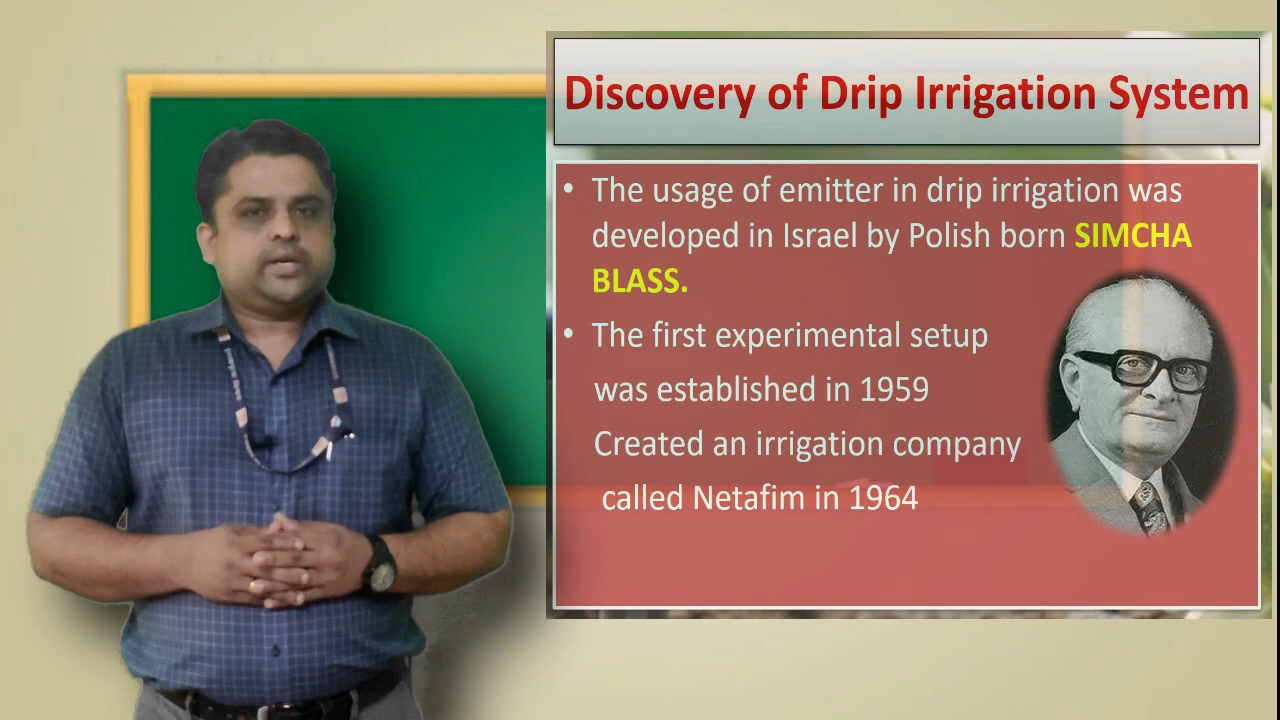 Discovery of Drip Irrigation System
• The usage of emitter in drip irrigation was
developed in Israel by Polish born SIMCHA
BLASS.
• The first experimental setup
was established in 1959
Created an irrigation company
called Netafim in 1964